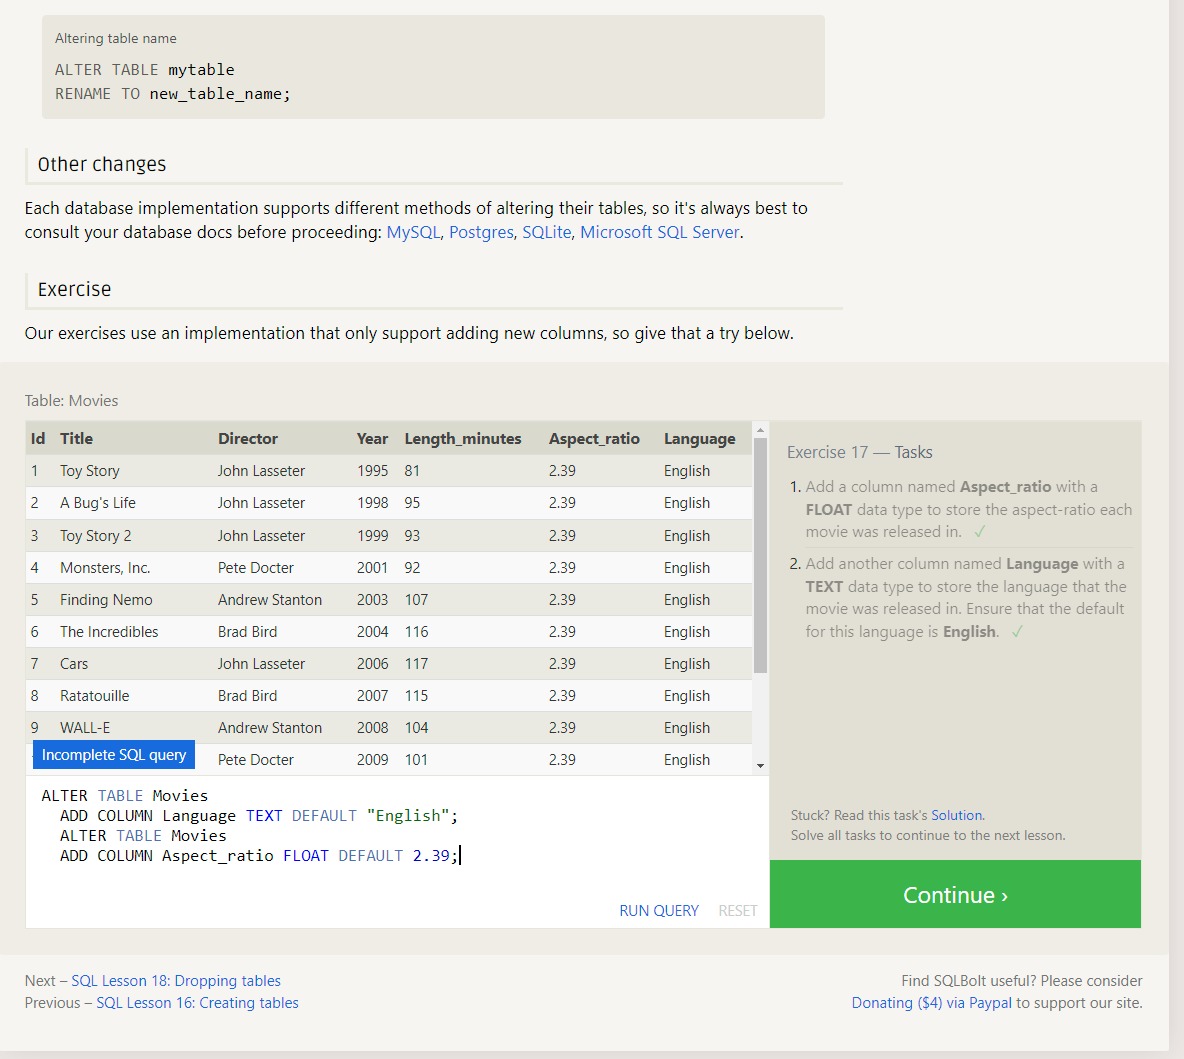 Altering table name
ALTER TABLE mytable
RENAME TO new_table_name;
Other changes
Each database implementation supports different methods of altering their tables, so it's always best to
consult your database docs before proceeding: MySQL, Postgres, SQLite, Microsoft SQL Server.
Exercise
Our exercises use an implementation that only support adding new columns, so give that a try below.
Table: Movies
Id Title Director Year Length_minutes Aspect_ratio Language
1 Toy Story John Lasseter 1995 81 2.39 English
2 A Bug's Life John Lasseter 1998 95 2.39 English
3 Toy Story 2 John Lasseter 1999 93 2.39 English
4 Monsters, Inc. Pete Docter 2001 92 2.39 English
5 Finding Nemo Andrew Stanton 2003 107 2.39 English
6 The Incredibles Brad Bird 2004 116 2.39 English
7 Cars John Lasseter 2006 117 2.39 English
8 Ratatouille Brad Bird 2007 115 2.39 English
9 WALL-E Andrew Stanton 2008 104 2.39 English
Incomplete SQL query
Pete Docter 2009 101 2.39 English
ALTER TABLE Movies
ADD COLUMN Language TEXT DEFAULT "English";
ALTER TABLE Movies
ADD COLUMN Aspect_ratio FLOAT DEFAULT 2.39;
RUN QUERY RESET
Exercise 17 — Tasks
1. Add a column named Aspect_ratio with a
FLOAT data type to store the aspect-ratio each
movie was released in. ✓
2. Add another column named Language with a
TEXT data type to store the language that the
movie was released in. Ensure that the default
for this language is English. ✓
Stuck? Read this task's Solution.
Solve all tasks to continue to the next lesson.
Continue ›
Next – SQL Lesson 18: Dropping tables
Previous – SQL Lesson 16: Creating tables
Find SQLBolt useful? Please consider
Donating ($4) via Paypal to support our site.